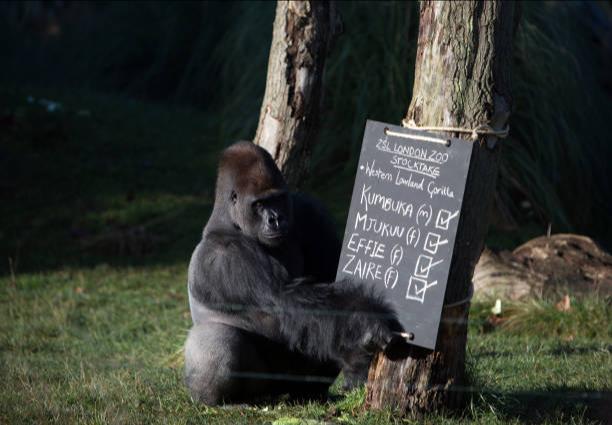 ZSL LONDON ZOO
STOCKTAKE
• Western Lowland Gorilla
KUMBUKA (m) ☑
MJUKUU (f) ☑
EFFIE (f) ☑
ZAIRE (f) ☑